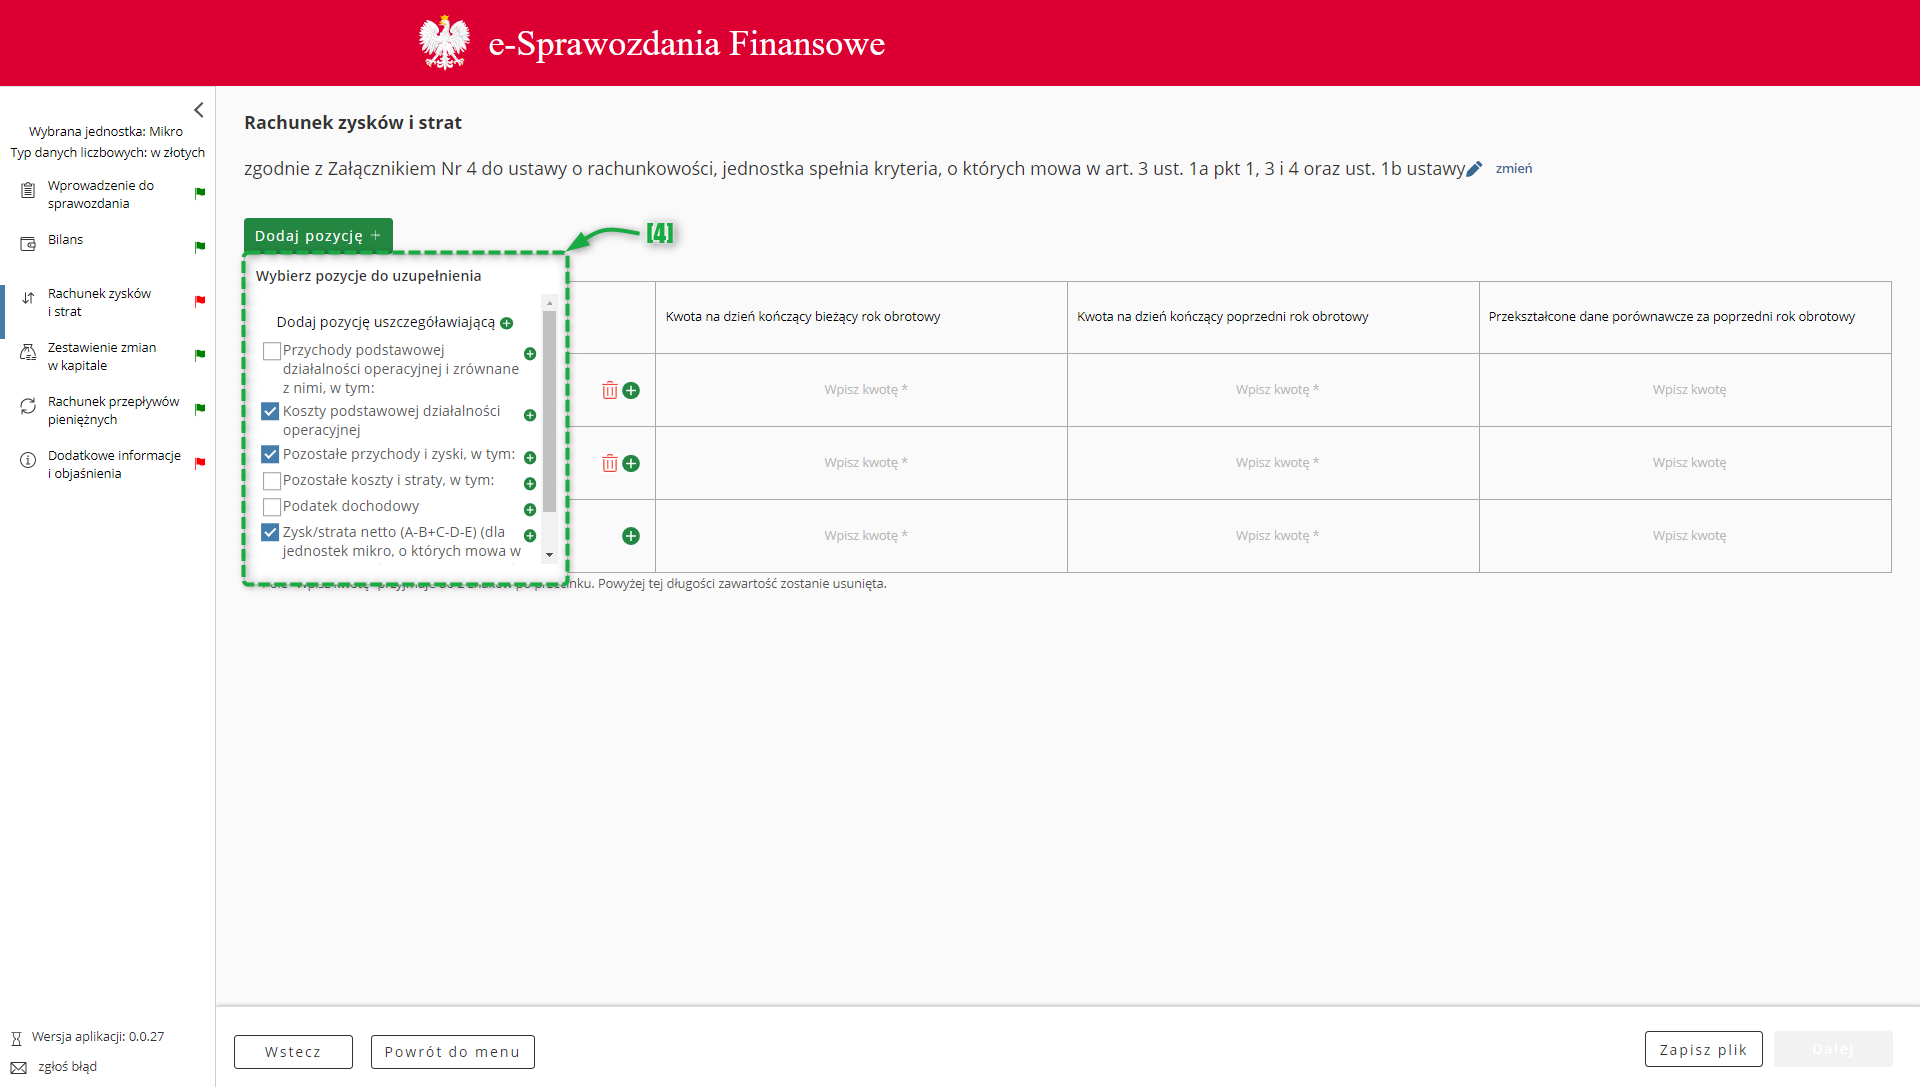 e-Sprawozdania Finansowe
Wybrana jednostka: Mikro
Typ danych liczbowych: w złotych
Wprowadzenie do
sprawozdania
Bilans
Rachunek zysków
i strat
Zestawienie zmian
w kapitale
Rachunek przepływów
pieniężnych
Dodatkowe informacje
i objaśnienia
Wersja aplikacji: 0.0.27
zgłoś błąd
Rachunek zysków i strat
zgodnie z Załącznikiem Nr 4 do ustawy o rachunkowości, jednostka spełnia kryteria, o których mowa w art. 3 ust. 1a pkt 1, 3 i 4 oraz ust. 1b ustawy zmień
Dodaj pozycję +
[4]
Wybierz pozycje do uzupełnienia
Dodaj pozycję uszczegóławiającą
Przychody podstawowej
działalności operacyjnej i zrównane
z nimi, w tym:
Koszty podstawowej działalności
operacyjnej
Pozostałe przychody i zyski, w tym:
Pozostałe koszty i straty, w tym:
Podatek dochodowy
Zysk/strata netto (A-B+C-D-E) (dla
jednostek mikro, o których mowa w
Kwota na dzień kończący bieżący rok obrotowy
Kwota na dzień kończący poprzedni rok obrotowy
Przekształcone dane porównawcze za poprzedni rok obrotowy
Wpisz kwotę *
Wpisz kwotę *
Wpisz kwotę
Wpisz kwotę *
Wpisz kwotę *
Wpisz kwotę
Wpisz kwotę *
Wpisz kwotę *
Wpisz kwotę
Powyżej tej długości zawartość zostanie usunięta.
Wstecz
Powrót do menu
Zapisz plik
Dalej